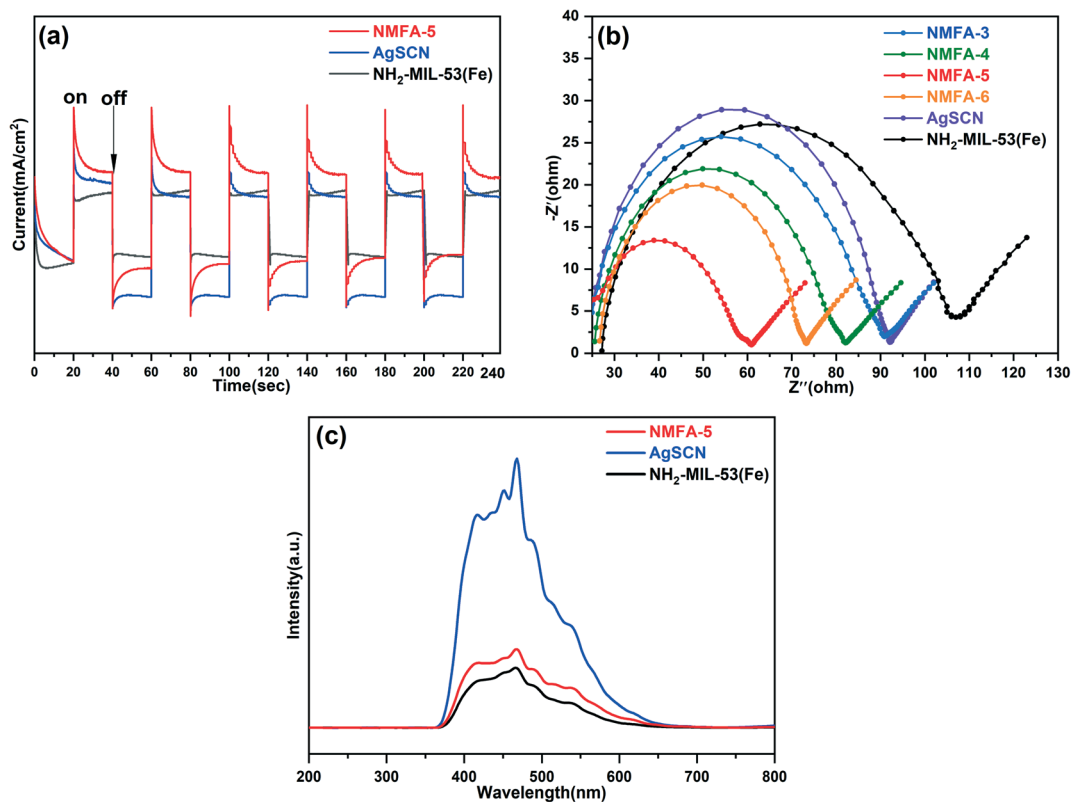 (a)
NMFA-5
AgSCN
NH₂-MIL-53(Fe)
on
off
Current(mA/cm²)
0 20 40 60 80 100 120 140 160 180 200 220 240
Time(sec)
(b)
NMFA-3
NMFA-4
NMFA-5
NMFA-6
AgSCN
NH₂-MIL-53(Fe)
-Z'(ohm)
40
35
30
25
20
15
10
5
0
30 40 50 60 70 80 90 100 110 120 130
Z''(ohm)
(c)
NMFA-5
AgSCN
NH₂-MIL-53(Fe)
Intensity(a.u.)
200 300 400 500 600 700 800
Wavelength(nm)